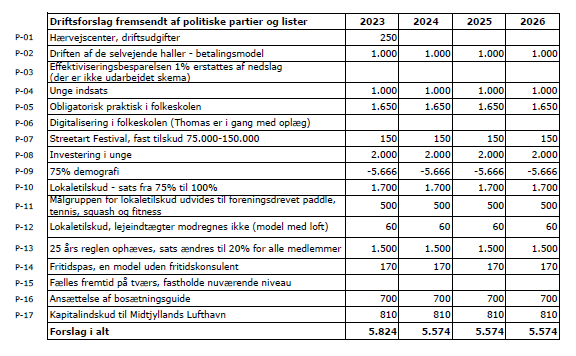 Driftsforslag fremsendt af politiske partier og lister 2023 2024 2025 2026
P-01 Hærvejscenter, driftsudgifter 250
P-02 Driften af de selvejende haller - betalingsmodel 1.000 1.000 1.000 1.000
P-03 Effektiviseringsbesparelsen 1% erstattes af nedslag
(der er ikke udarbejdet skema)
P-04 Unge indsats 1.000 1.000 1.000 1.000
P-05 Obligatorisk praktisk i folkeskolen 1.650 1.650 1.650 1.650
P-06 Digitalisering i folkeskolen (Thomas er i gang med oplæg)
P-07 Streetart Festival, fast tilskud 75.000-150.000 150 150 150 150
P-08 Investering i unge 2.000 2.000 2.000 2.000
P-09 75% demografi -5.666 -5.666 -5.666 -5.666
P-10 Lokaletilskud - sats fra 75% til 100% 1.700 1.700 1.700 1.700
P-11 Målgruppen for lokaletilskud udvides til foreningsdrevet paddle,
tennis, squash og fitness 500 500 500 500
P-12 Lokaletilskud, lejeindtægter modregnes ikke (model med loft) 60 60 60 60
P-13 25 års reglen ophæves, sats ændres til 20% for alle medlemmer 1.500 1.500 1.500 1.500
P-14 Fritidspas, en model uden fritidskonsulent 170 170 170 170
P-15 Fælles fremtid på tværs, fastholde nuværende niveau
P-16 Ansættelse af bosætningsguide 700 700 700 700
P-17 Kapitalindskud til Midtjyllands Lufthavn 810 810 810 810
Forslag i alt 5.824 5.574 5.574 5.574